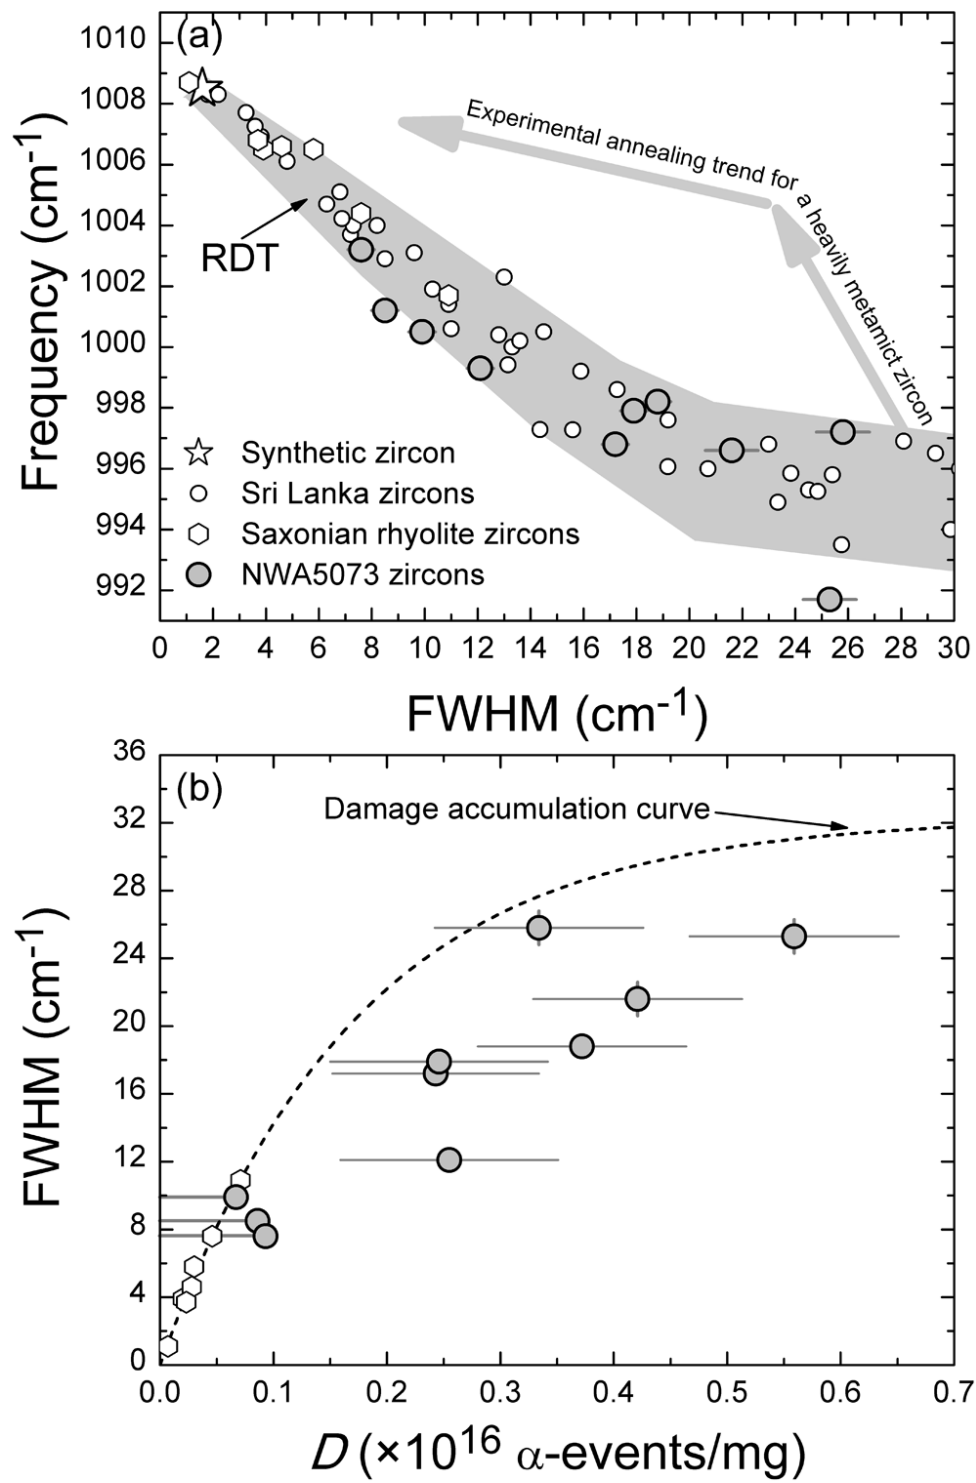 (a)
1010
1008
1006
1004
1002
1000
998
996
994
992
Frequency (cm-1)
Experimental annealing trend for
a heavily metamict zircon
RDT
Synthetic zircon
Sri Lanka zircons
Saxonian rhyolite zircons
NWA5073 zircons
0 2 4 6 8 10 12 14 16 18 20 22 24 26 28 30
FWHM (cm-1)
(b)
36
32
28
24
20
16
12
8
4
0
FWHM (cm-1)
Damage accumulation curve
0.0 0.1 0.2 0.3 0.4 0.5 0.6 0.7
D (×1016 α-events/mg)